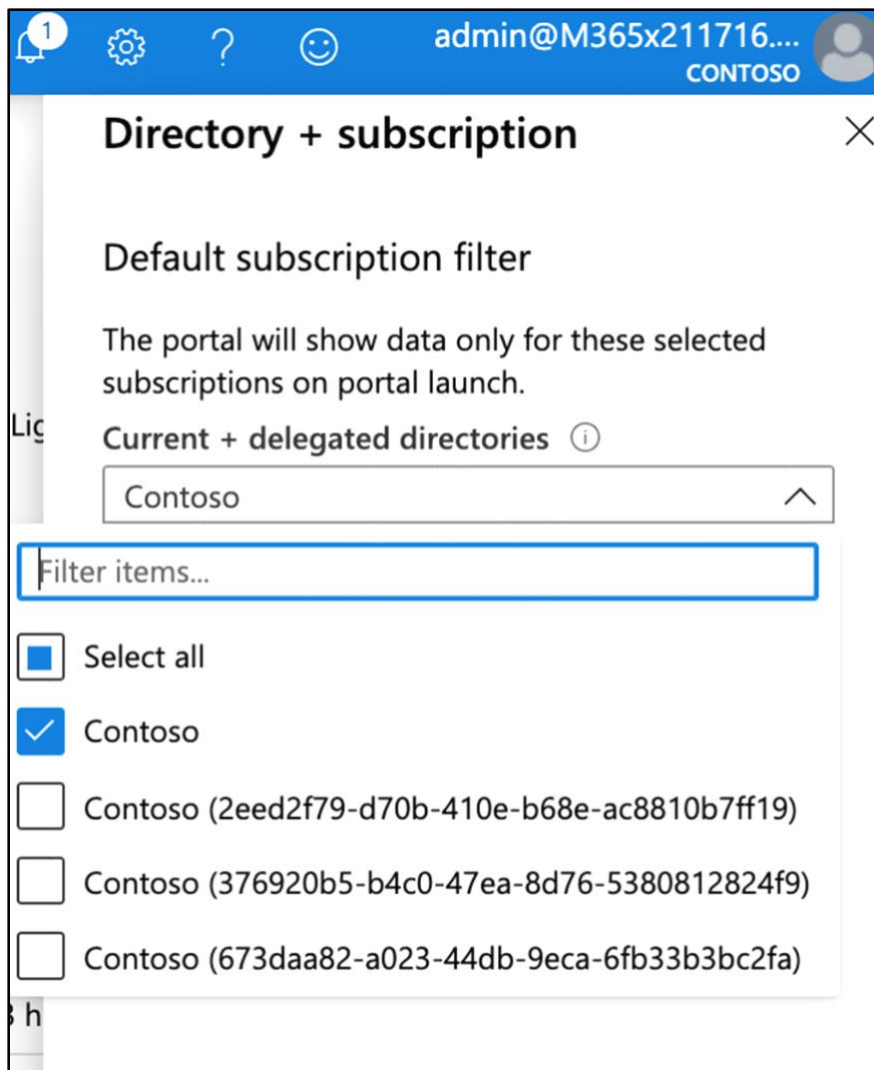 1
?
admin@M365x211716....
CONTOSO
Directory + subscription
Default subscription filter
The portal will show data only for these selected
subscriptions on portal launch.
Lig
Current + delegated directories
Contoso
Filter items...
Select all
Contoso
Contoso (2eed2f79-d70b-410e-b68e-ac8810b7ff19)
Contoso (376920b5-b4c0-47ea-8d76-5380812824f9)
Contoso (673daa82-a023-44db-9eca-6fb33b3bc2fa)
h